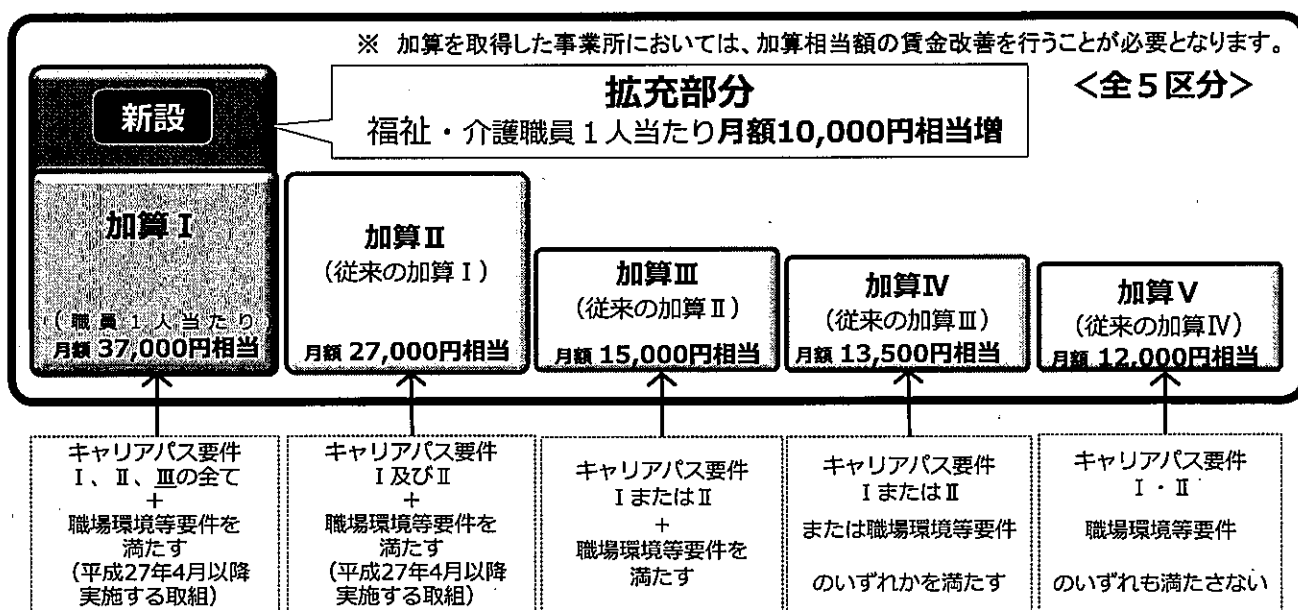 ※ 加算を取得した事業所においては、加算相当額の賃金改善を行うことが必要となります。
<全5区分>
新設
拡充部分
福祉・介護職員1人当たり月額10,000円相当増
加算Ⅰ
(職員1人当たり)
月額 37,000円相当
加算Ⅱ
(従来の加算Ⅰ)
月額 27,000円相当
加算Ⅲ
(従来の加算Ⅱ)
月額 15,000円相当
加算Ⅳ
(従来の加算Ⅲ)
月額 13,500円相当
加算Ⅴ
(従来の加算Ⅳ)
月額 12,000円相当
キャリアパス要件
Ⅰ、Ⅱ、Ⅲの全て
+
職場環境等要件を
満たす
(平成27年4月以降
実施する取組)
キャリアパス要件
Ⅰ及びⅡ
+
職場環境等要件を
満たす
(平成27年4月以降
実施する取組)
キャリアパス要件
ⅠまたはⅡ
+
職場環境等要件を
満たす
キャリアパス要件
ⅠまたはⅡ
または職場環境等要件
のいずれかを満たす
キャリアパス要件
Ⅰ・Ⅱ
職場環境等要件
のいずれも満たさない